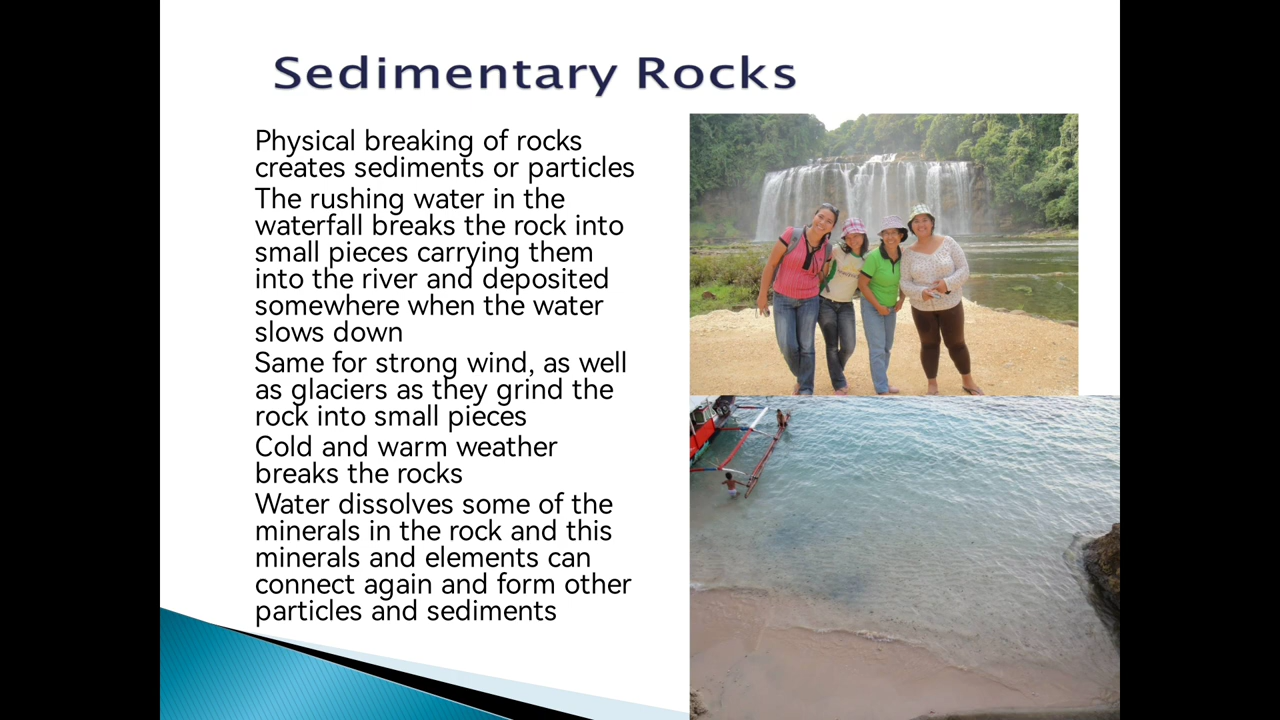 Sedimentary Rocks
Physical breaking of rocks
creates sediments or particles
The rushing water in the
waterfall breaks the rock into
small pieces carrying them
into the river and deposited
somewhere when the water
slows down
Same for strong wind, as well
as glaciers as they grind the
rock into small pieces
Cold and warm weather
breaks the rocks
Water dissolves some of the
minerals in the rock and this
minerals and elements can
connect again and form other
particles and sediments